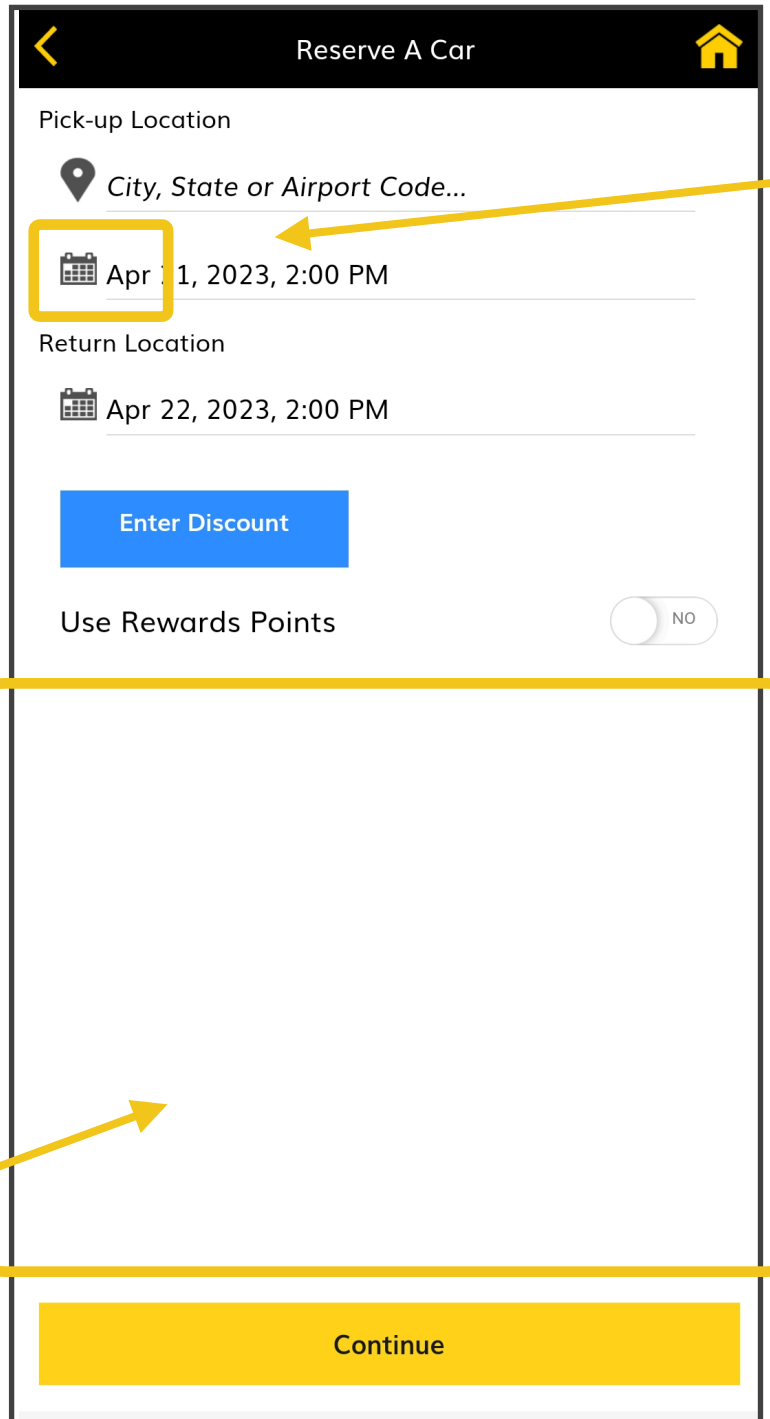 Reserve A Car
Pick-up Location
City, State or Airport Code...
Apr 21, 2023, 2:00 PM
Return Location
Apr 22, 2023, 2:00 PM
Enter Discount
Use Rewards Points
NO
Continue